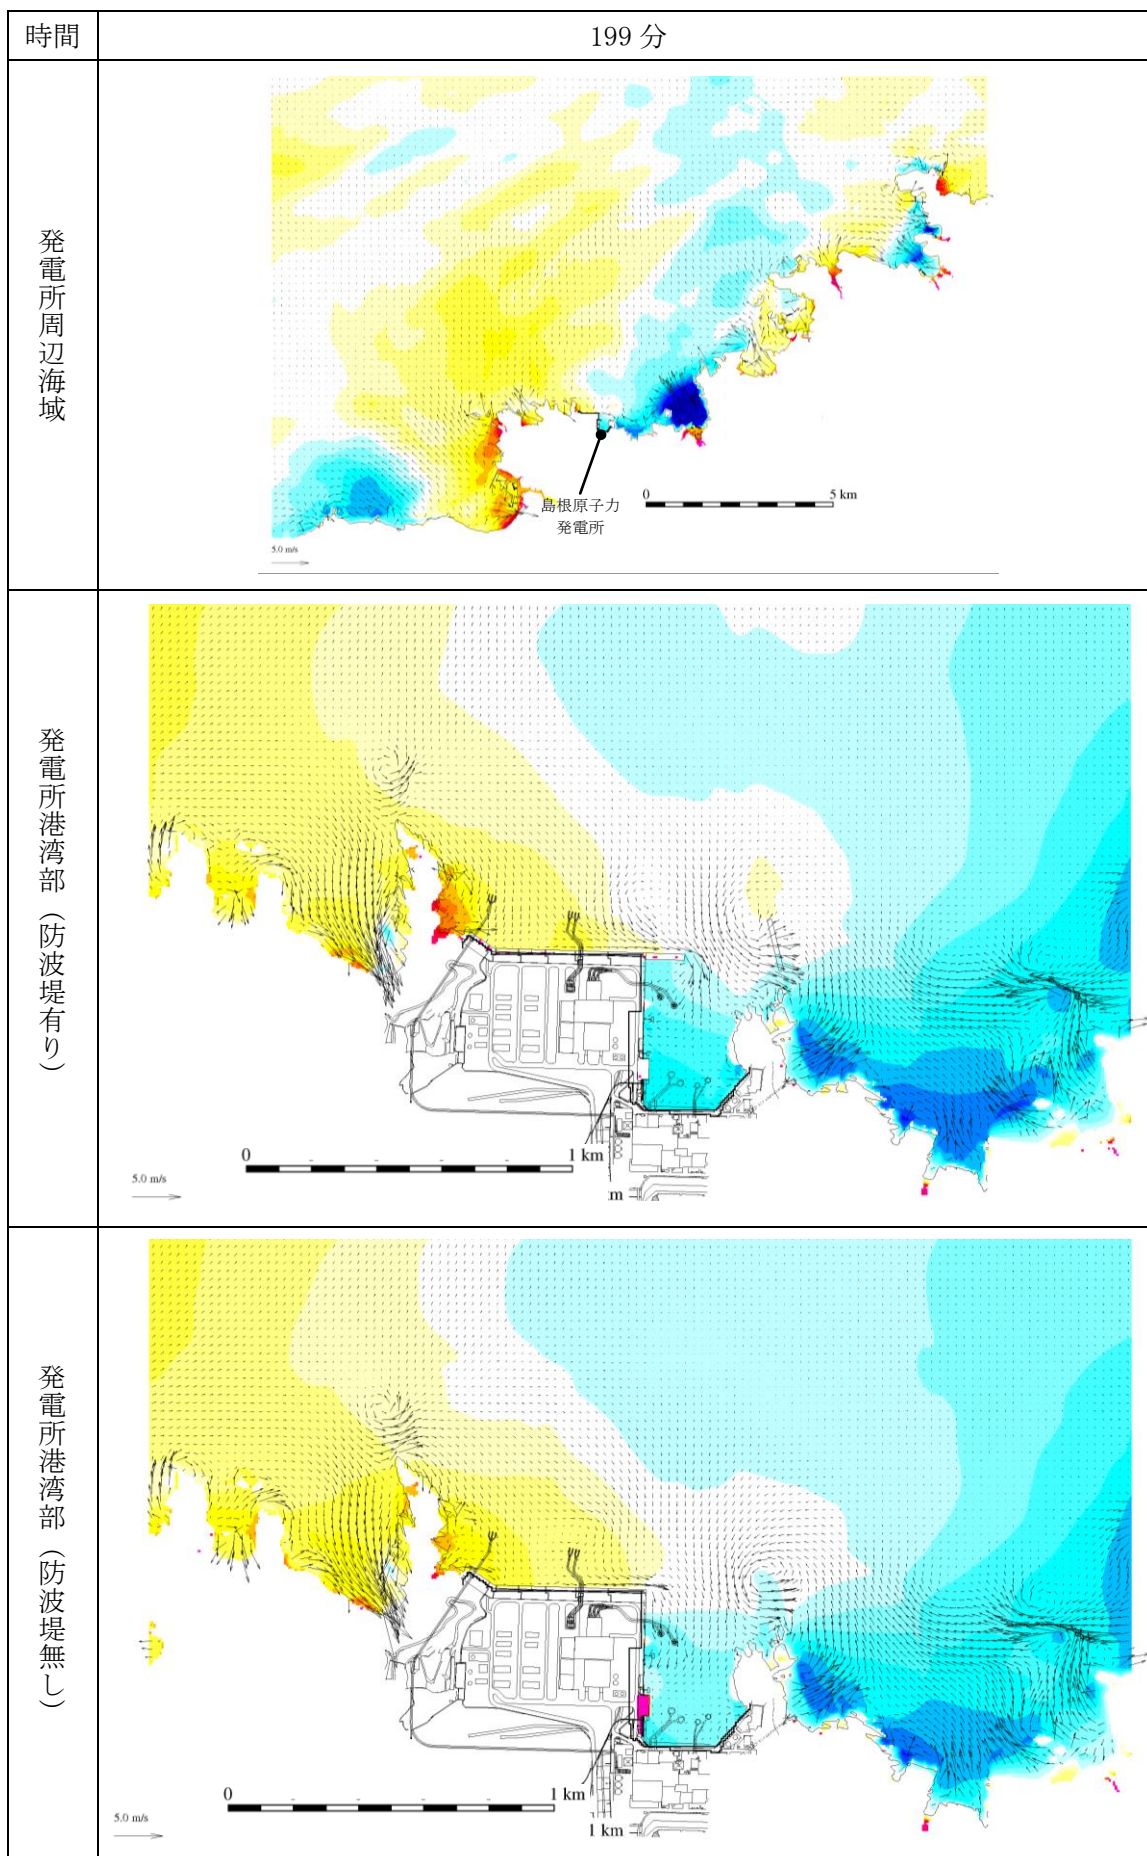 時間
199 分
発電所周辺海域
島根原子力
発電所
0 5 km
5.0 m/s
発電所港湾部（防波堤有り）
0 1 km
5.0 m/s
m
発電所港湾部（防波堤無し）
0 1 km
5.0 m/s
1 km